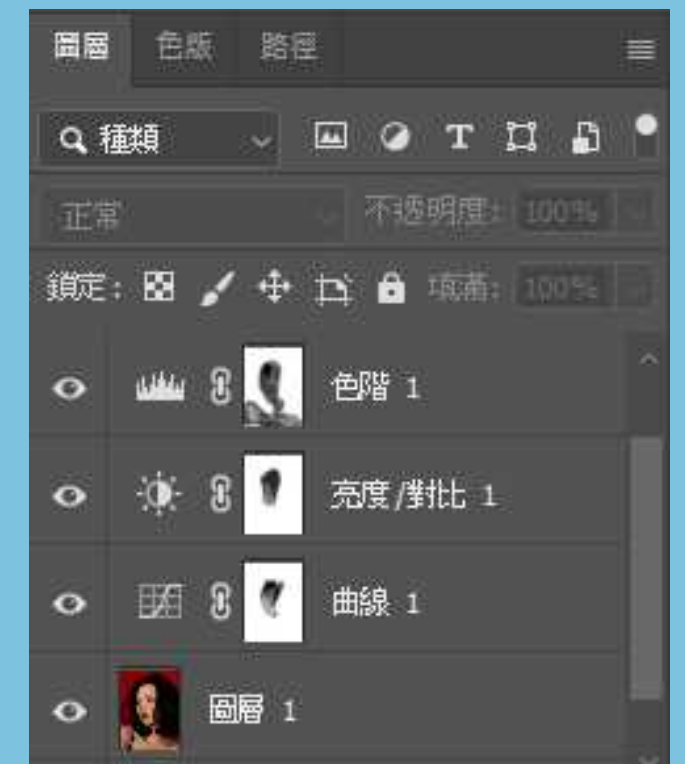 圖層 色版 路徑
種類 T
正常 不透明度: 100%
鎖定: 填滿: 100%
色階 1
亮度/對比 1
曲線 1
圖層 1